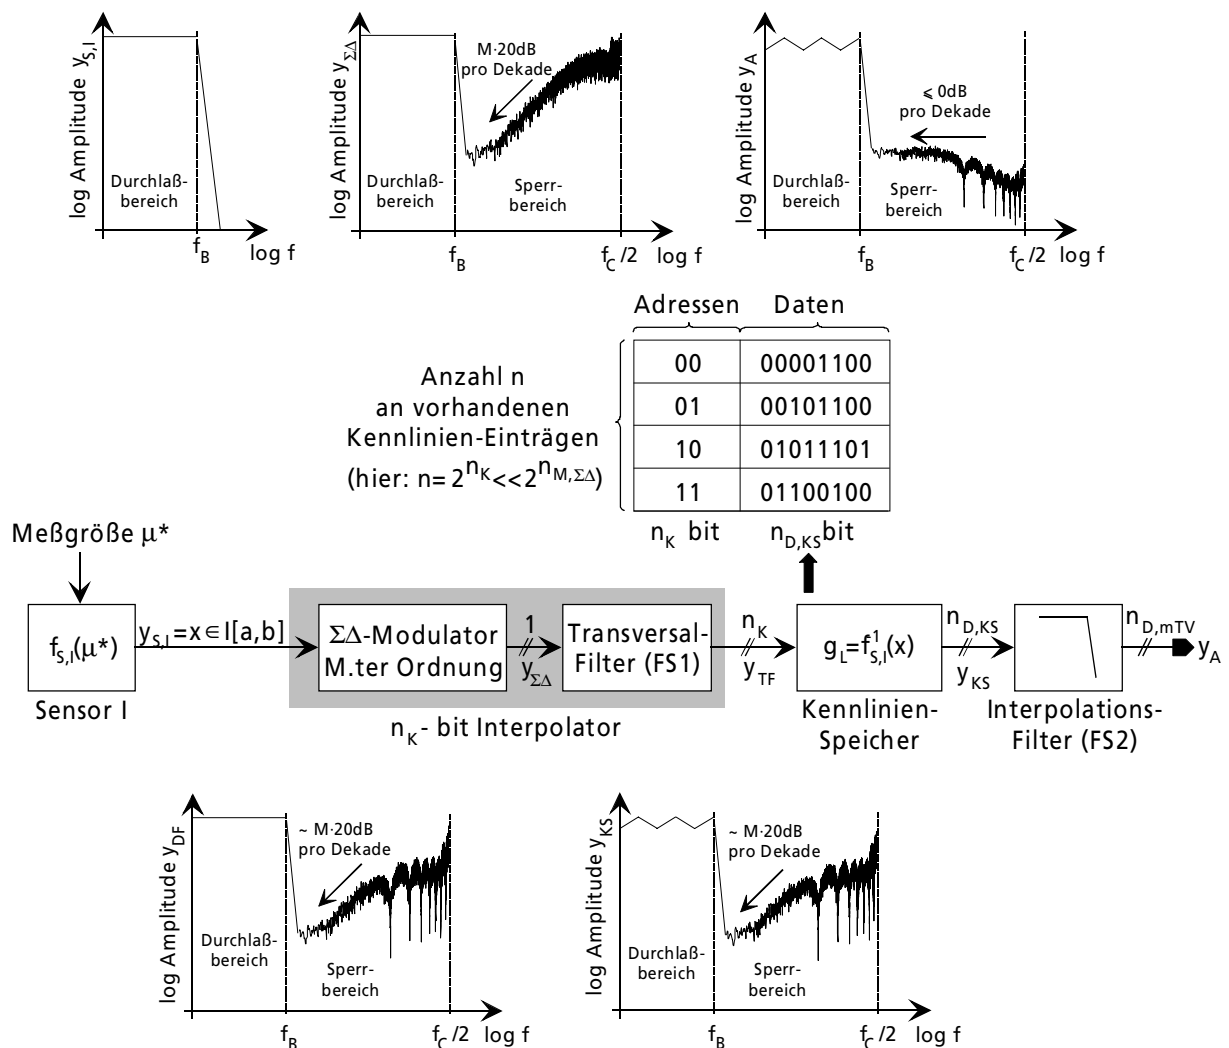 log Amplitude y_S,I
Durchlaß-
bereich
f_B
log f
log Amplitude y_ΣΔ
M·20dB
pro Dekade
Durchlaß-
bereich
Sperr-
bereich
f_B
f_C/2
log f
log Amplitude y_A
⩽ 0dB
pro Dekade
Durchlaß-
bereich
Sperr-
bereich
f_B
f_C/2
log f
Adressen Daten
00 00001100
01 00101100
10 01011101
11 01100100
n_K bit n_D,KS bit
Anzahl n
an vorhandenen
Kennlinien-Einträgen
(hier: n=2^n_K<<2^n_M,ΣΔ)
Meßgröße μ*
f_S,I(μ*)
Sensor I
y_S,I=x∈I[a,b]
ΣΔ-Modulator
M.ter Ordnung
1
y_ΣΔ
Transversal-
Filter (FS1)
n_K- bit Interpolator
n_K
y_TF
g_L=f_S,I^1(x)
Kennlinien-
Speicher
n_D,KS
y_KS
Interpolations-
Filter (FS2)
n_D,mTV
y_A
log Amplitude y_DF
~ M·20dB
pro Dekade
Durchlaß-
bereich
Sperr-
bereich
f_B
f_C/2
log f
log Amplitude y_KS
~ M·20dB
pro Dekade
Durchlaß-
bereich
Sperr-
bereich
f_B
f_C/2
log f